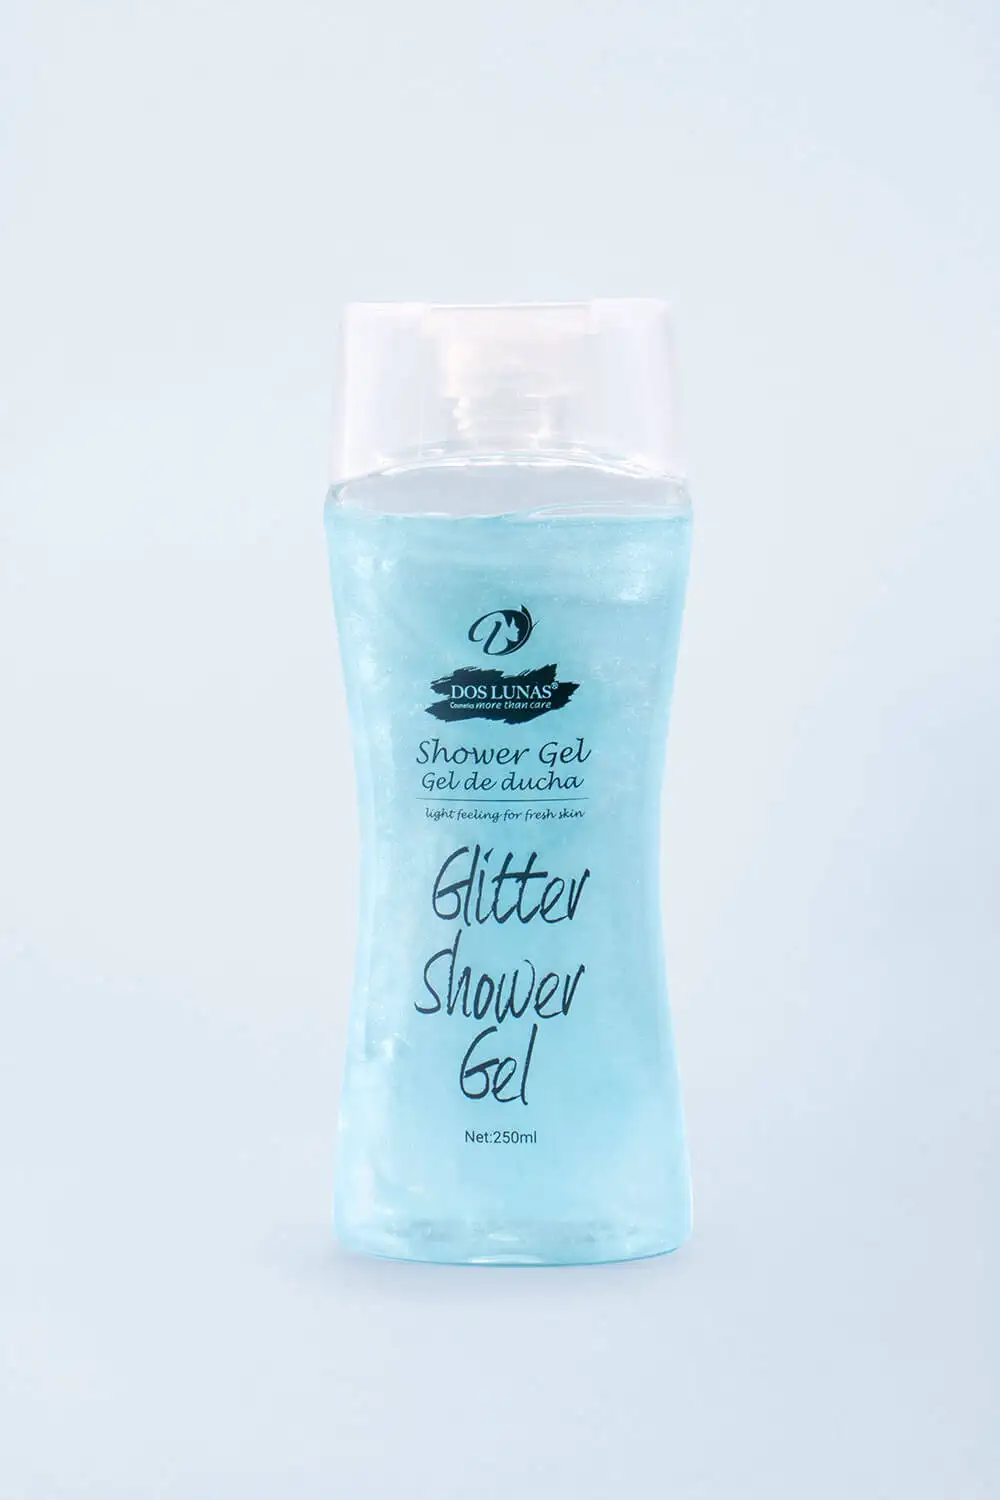 D
DOS LUNAS®
Cosmetics more than care
Shower Gel
Gel de ducha
light feeling for fresh skin
Glitter
Shower
Gel
Net:250ml